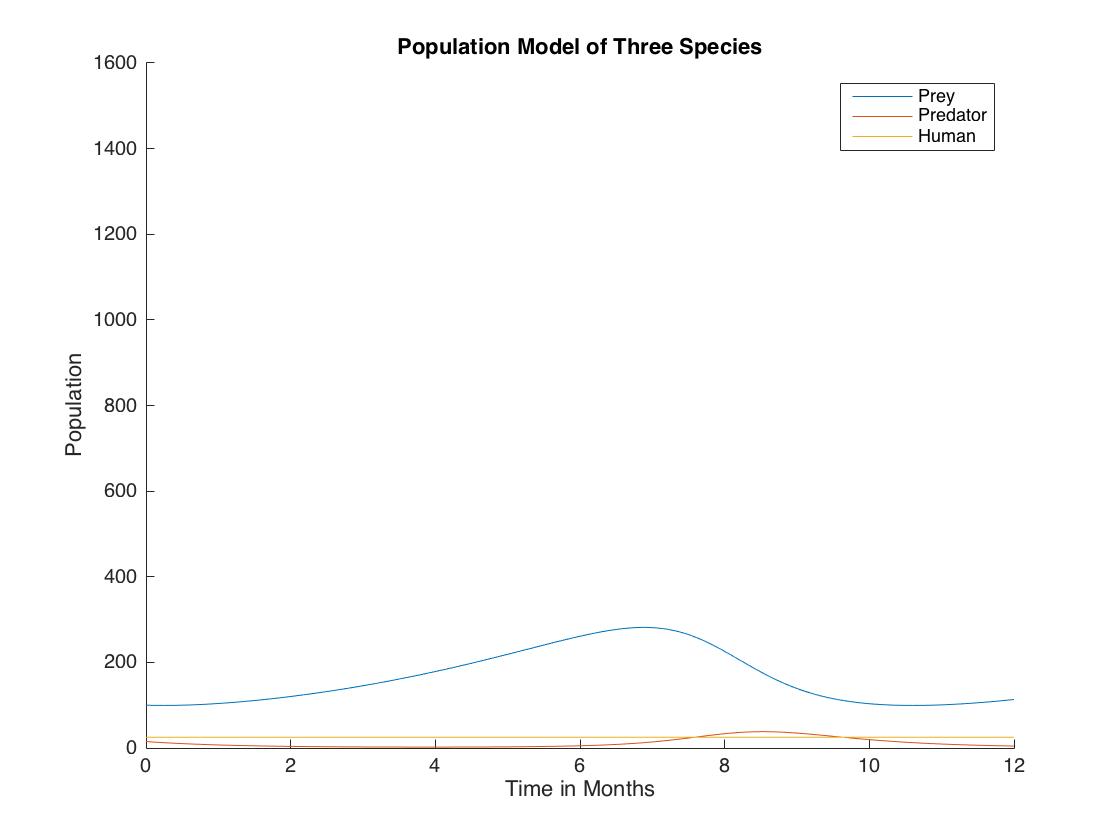 Population Model of Three Species
1600
1400
1200
1000
800
600
400
200
0
Population
Prey
Predator
Human
0 2 4 6 8 10 12
Time in Months